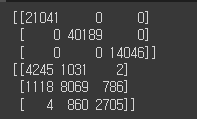 [[21041 0 0]
[ 0 40189 0]
[ 0 0 14046]]
[[4245 1031 2]
[1118 8069 786]
[ 4 860 2705]]